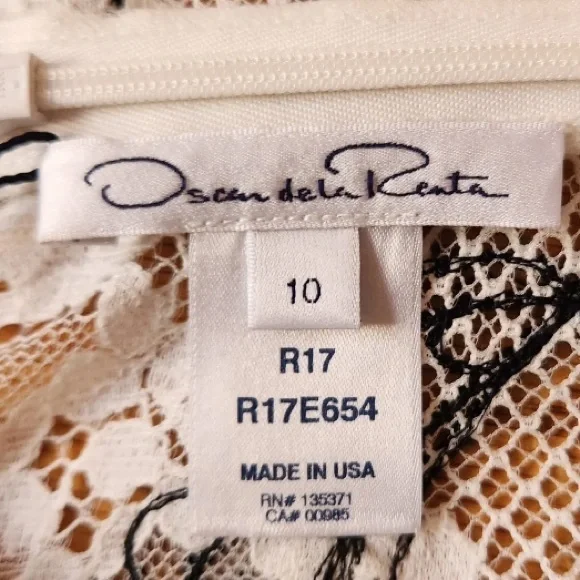 Oscar de la Renta
10
R17
R17E654
MADE IN USA
RN# 135371
CA# 00985